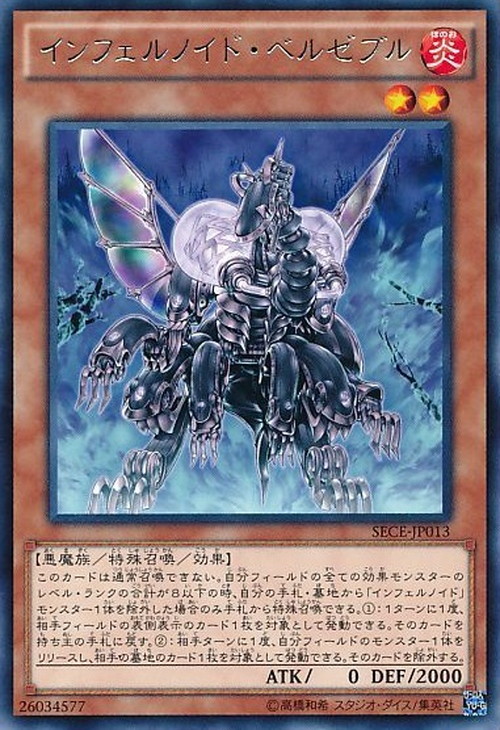 インフェルノイド・ベルゼブル
炎
SECE-JP013
【悪魔族／特殊召喚／効果】
このカードは通常召喚できない。自分フィールドの全ての効果モンスターの
レベル・ランクの合計が８以下の時、自分の手札・墓地から「インフェルノイド」
モンスター１体を除外した場合のみ手札から特殊召喚できる。①：１ターンに１度、
相手フィールドの表側表示のカード１枚を対象として発動できる。そのカードを
持ち主の手札に戻す。②：相手ターンに１度、自分フィールドのモンスター１体を
リリースし、相手の墓地のカード１枚を対象として発動できる。そのカードを除外する。
ATK/ 0 DEF/2000
26034577
©高橋和希 スタジオ・ダイス/集英社